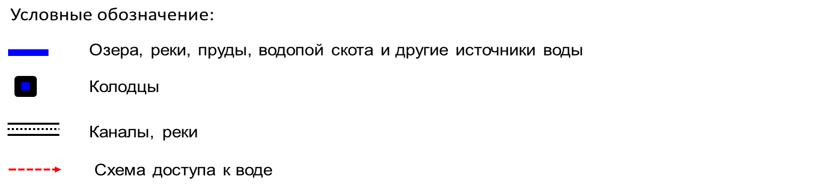 Условные обозначение:
Озера, реки, пруды, водопой скота и другие источники воды
Колодцы
Каналы, реки
Схема доступа к воде